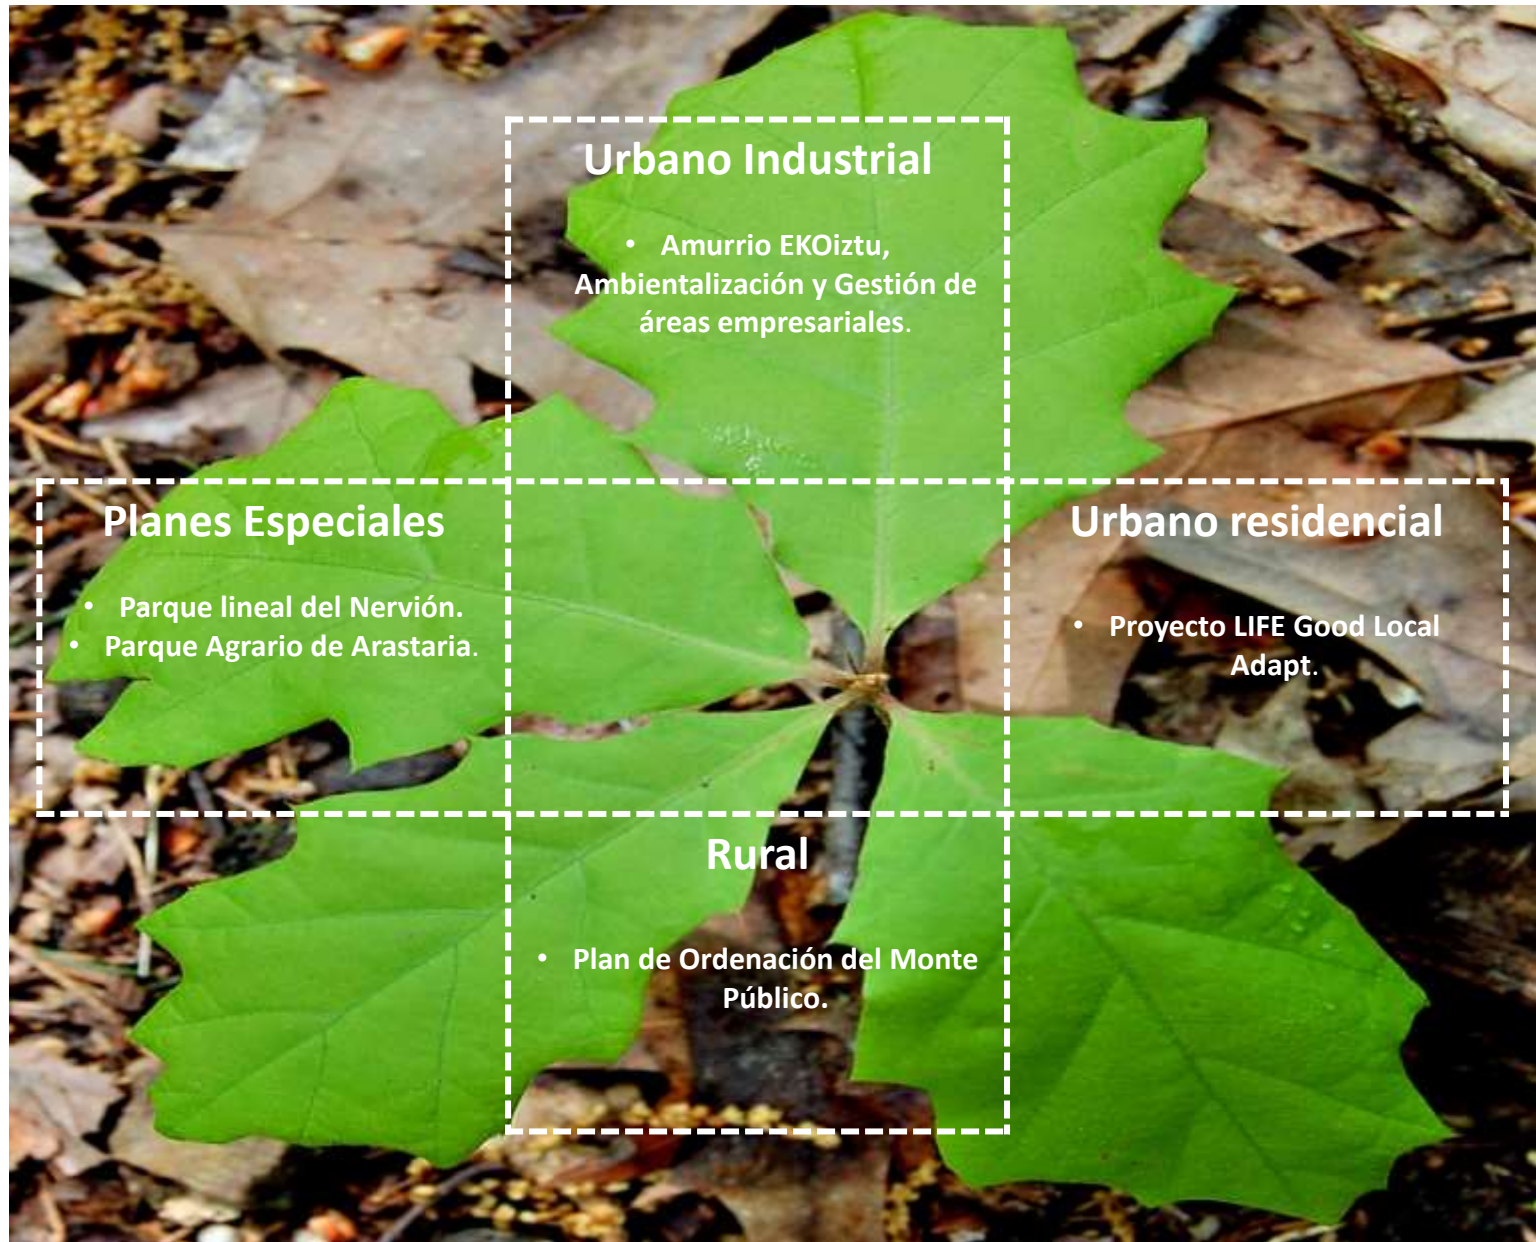 Urbano Industrial
• Amurrio EKOiztu,
Ambientalización y Gestión de
áreas empresariales.
Planes Especiales
• Parque lineal del Nervión.
• Parque Agrario de Arastaria.
Urbano residencial
• Proyecto LIFE Good Local
Adapt.
Rural
• Plan de Ordenación del Monte
Público.